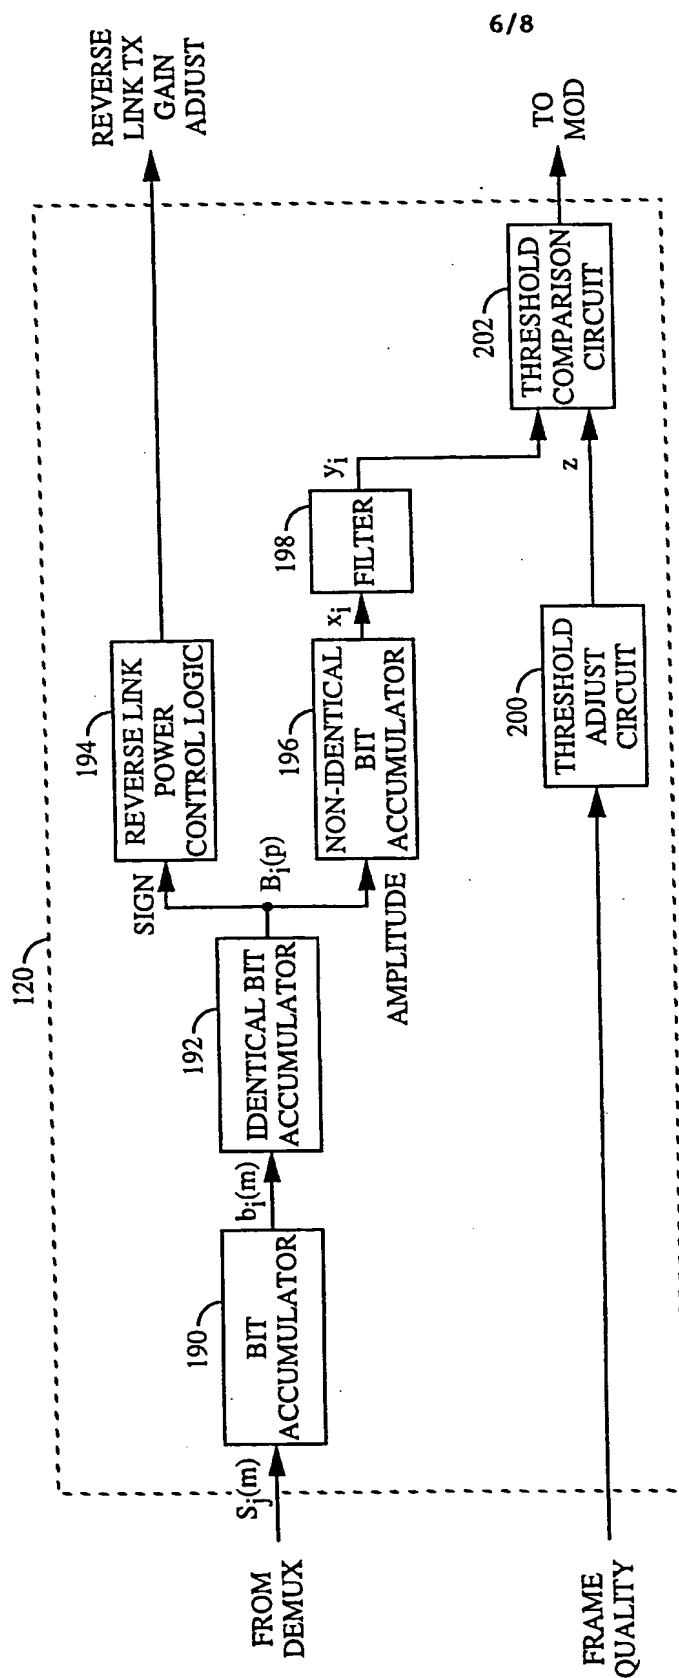 6/8
120
REVERSE
LINK TX
GAIN
ADJUST
194
REVERSE LINK
POWER
CONTROL LOGIC
SIGN
FROM
DEMUX
Sj(m)
190
BIT
ACCUMULATOR
bi(m)
192
IDENTICAL BIT
ACCUMULATOR
Bi(p)
AMPLITUDE
196
NON-IDENTICAL
BIT
ACCUMULATOR
xi
198
FILTER
yi
202
THRESHOLD
COMPARISON
CIRCUIT
TO
MOD
FRAME
QUALITY
200
THRESHOLD
ADJUST
CIRCUIT
z